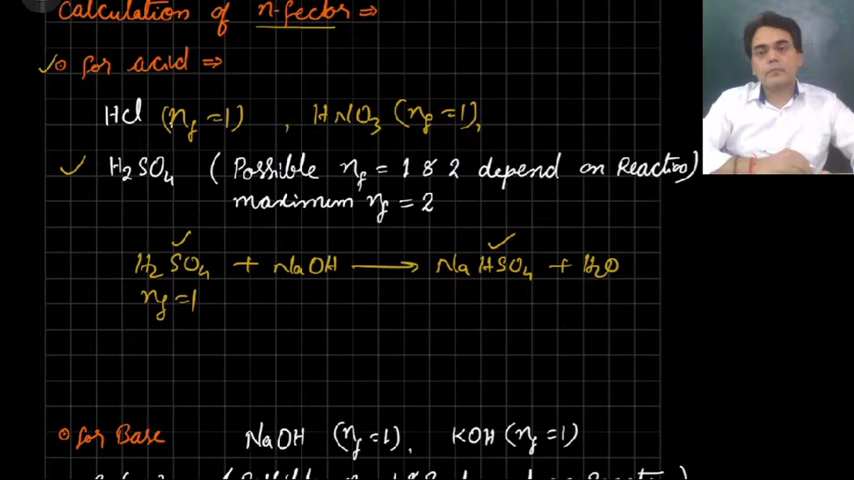 Calculation of n-factor ⇒
for acid ⇒
HCl (nf = 1) , HNO3 (nf = 1),
H2SO4 ( Possible nf = 1 & 2 depend on Reaction)
maximum nf = 2
H2SO4 + NaOH ⟶ NaHSO4 + H2O
nf = 1
for Base NaOH (nf = 1), KOH (nf = 1)